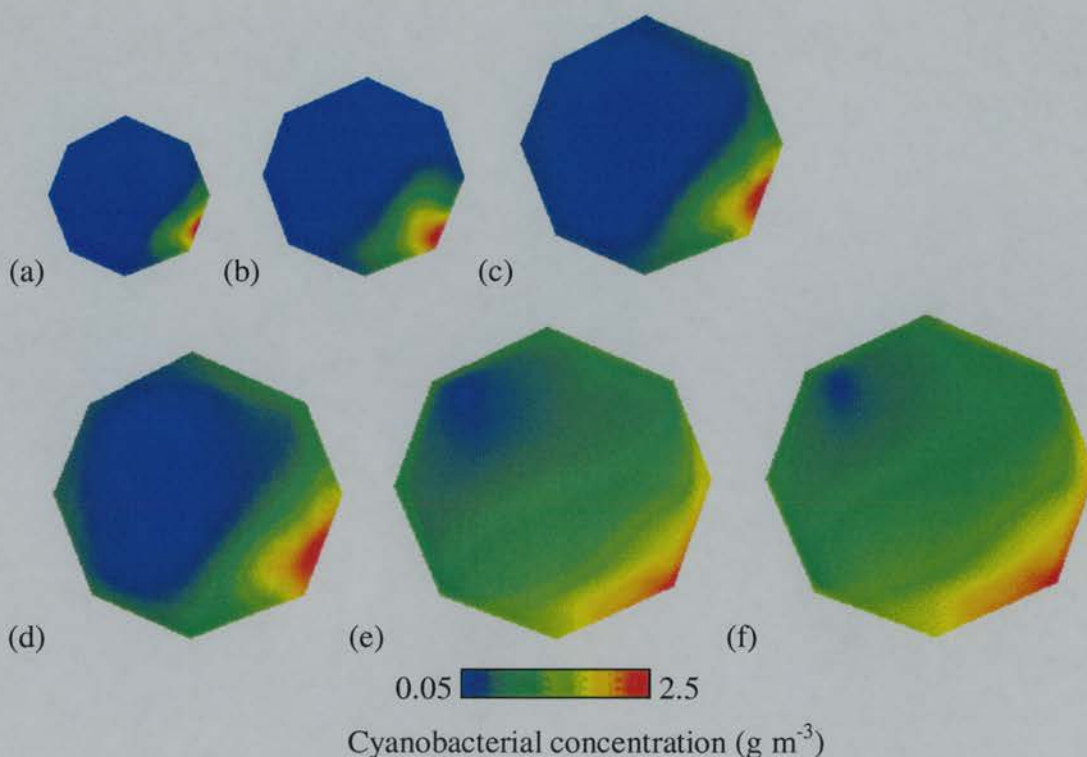 (a) (b) (c)
(d) (e) (f)
0.05 2.5
Cyanobacterial concentration (g m⁻³)